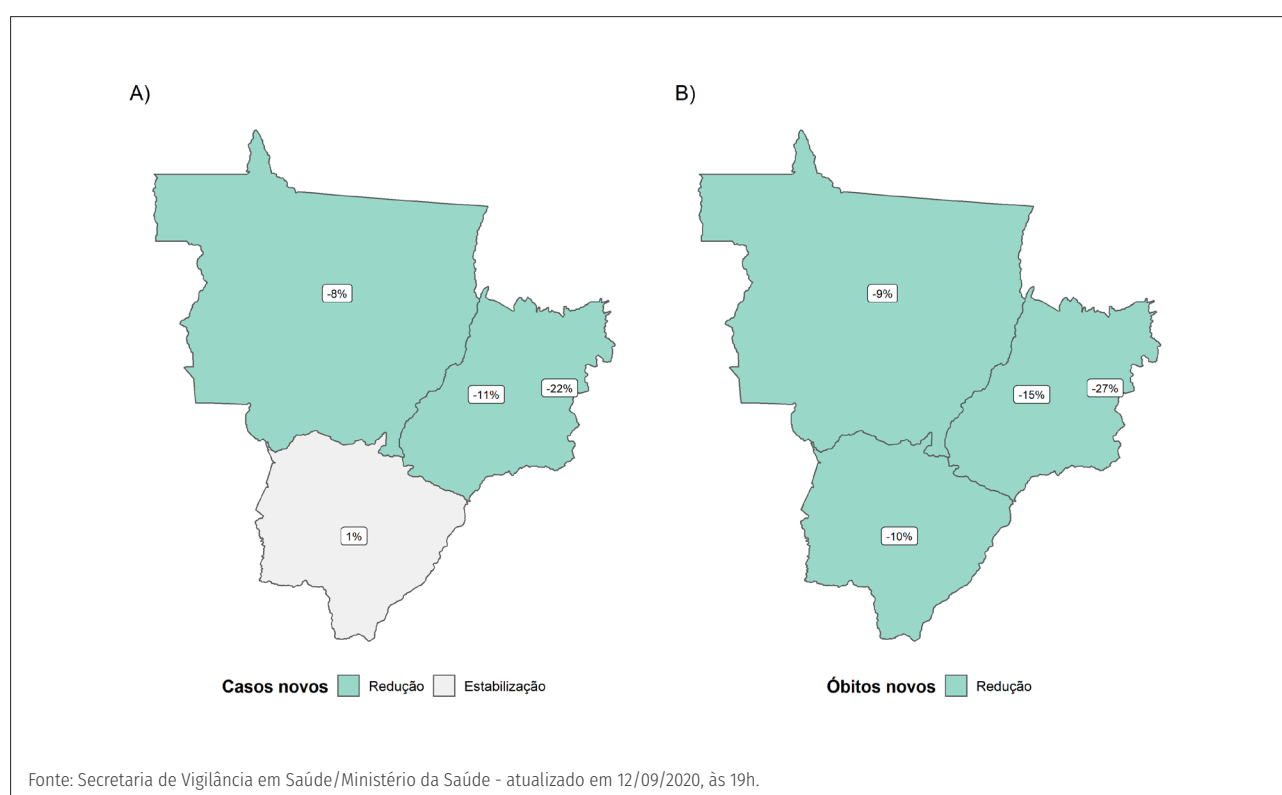 A)
B)
-8%
-11%
-22%
1%
-9%
-15%
-27%
-10%
Casos novos Redução Estabilização
Óbitos novos Redução
Fonte: Secretaria de Vigilância em Saúde/Ministério da Saúde - atualizado em 12/09/2020, às 19h.